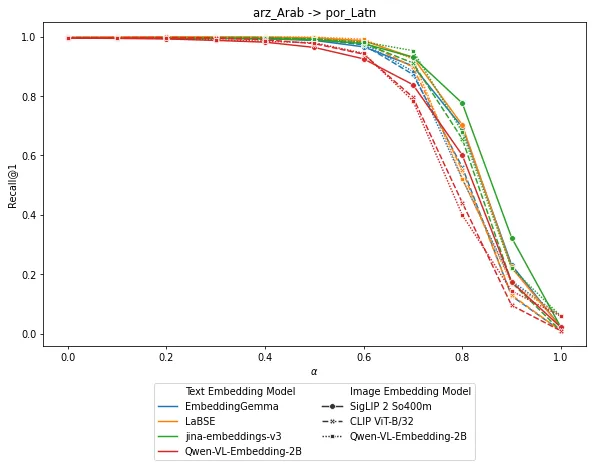 arz_Arab -> por_Latn
1.0
0.8
0.6
0.4
0.2
0.0
Recall@1
0.0 0.2 0.4 0.6 0.8 1.0
α
Text Embedding Model
EmbeddingGemma
LaBSE
jina-embeddings-v3
Qwen-VL-Embedding-2B
Image Embedding Model
SigLIP 2 So400m
CLIP ViT-B/32
Qwen-VL-Embedding-2B